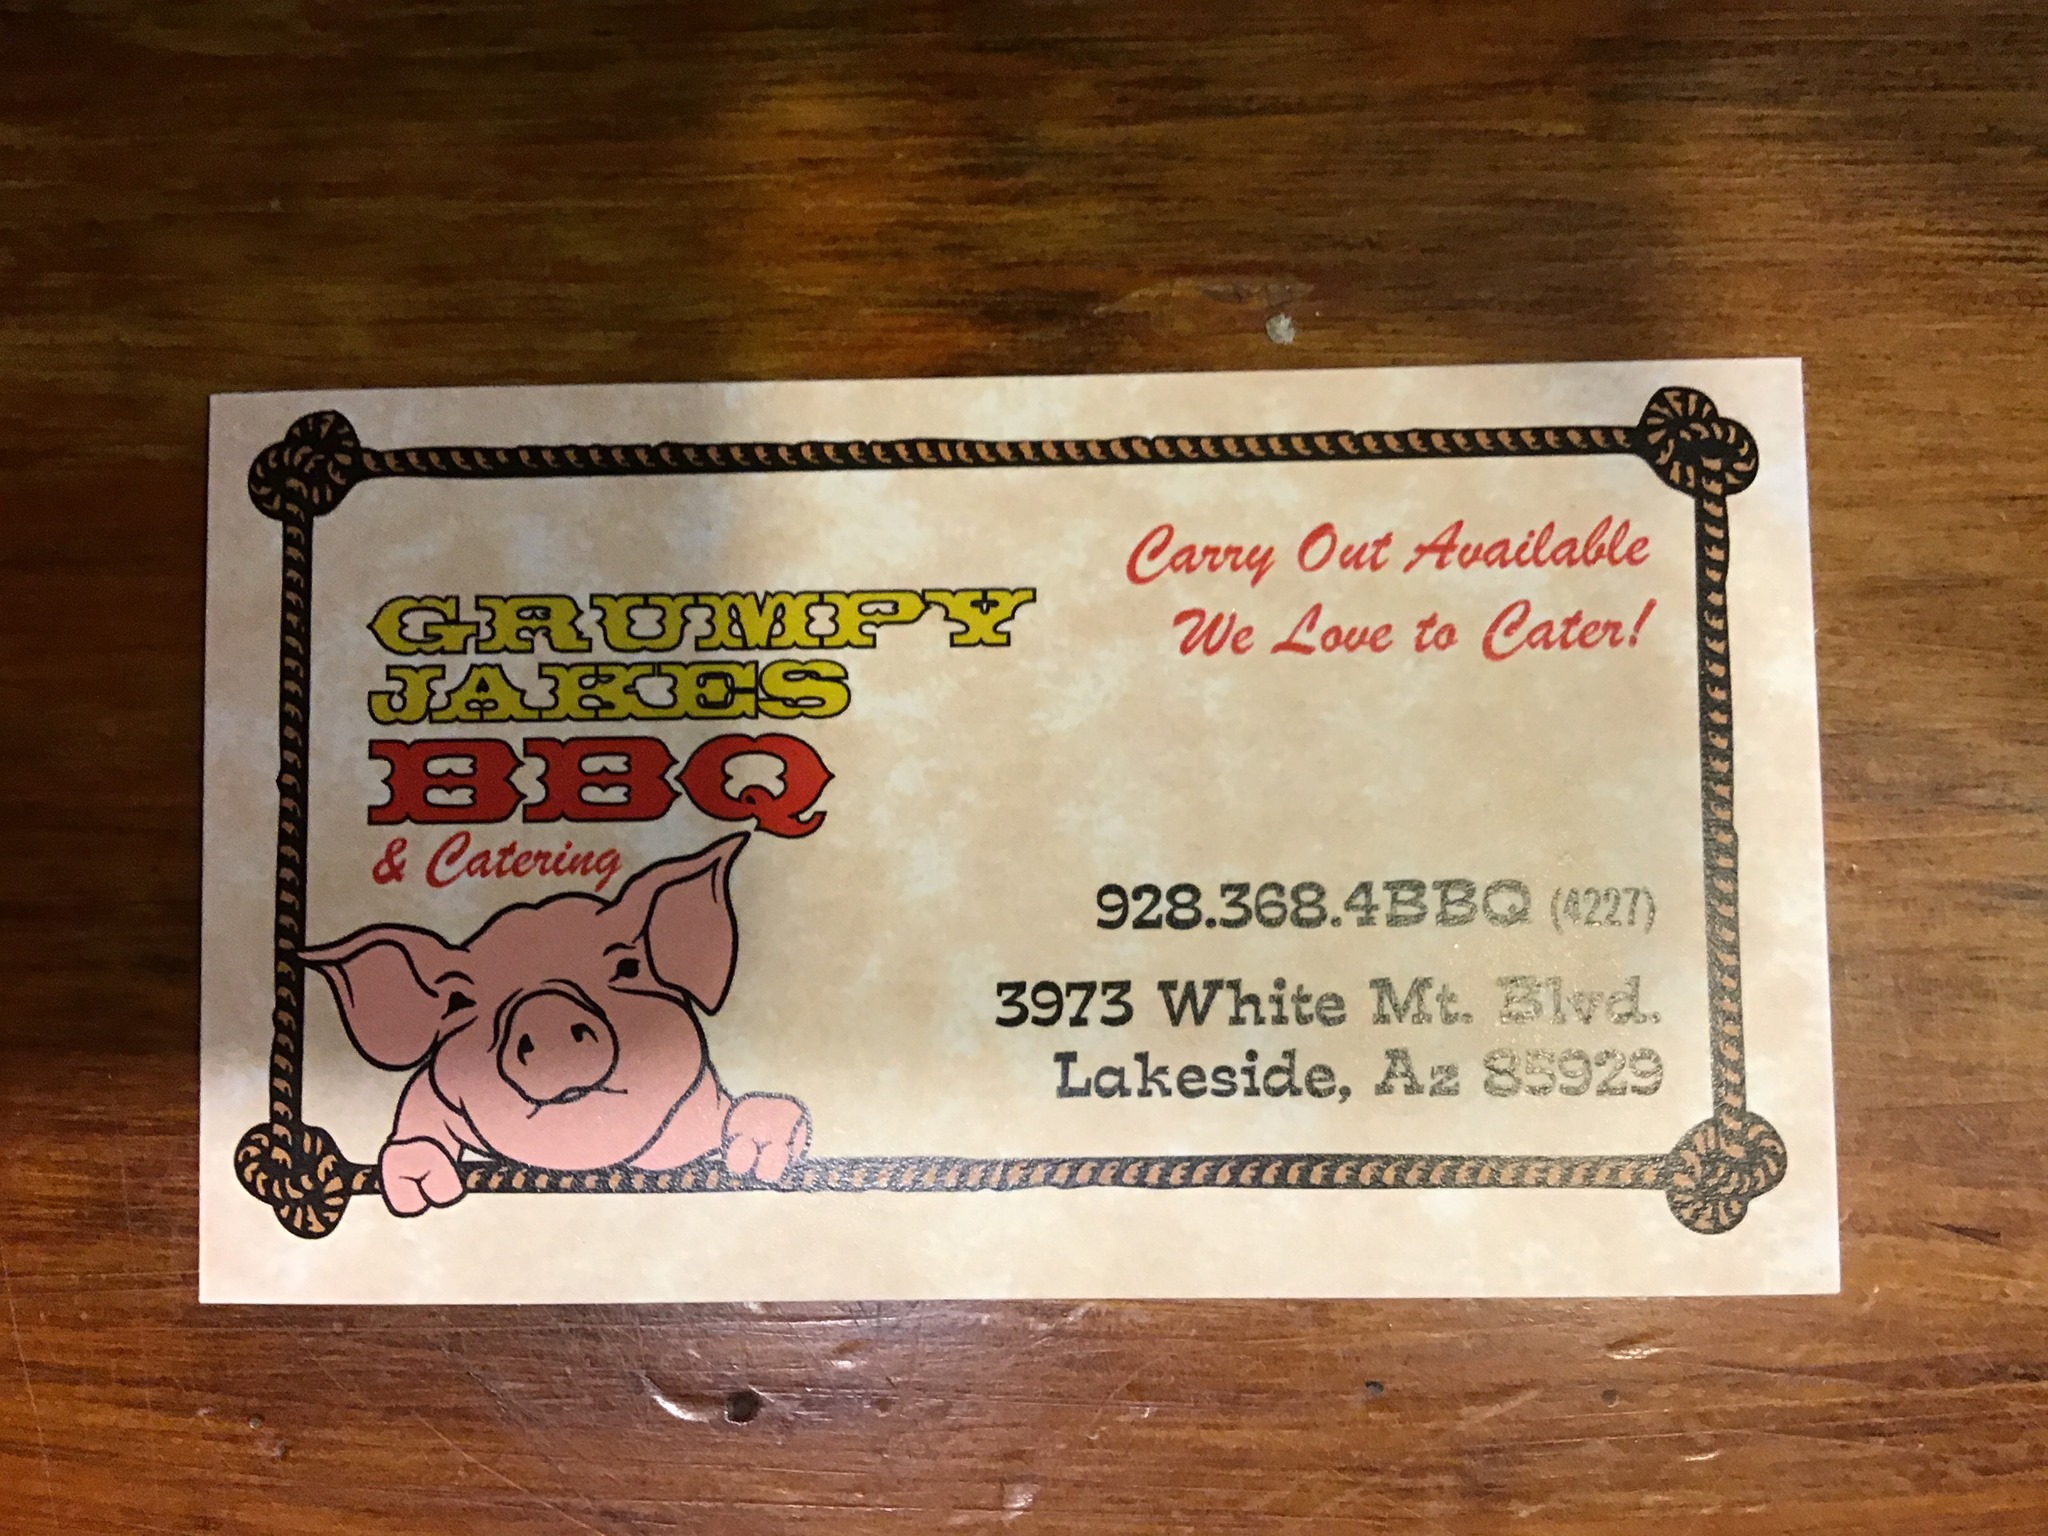 GRUMPY
JAKES
BBQ
& Catering
Carry Out Available
We Love to Cater!
928.368.4BBQ (4227)
3973 White Mt. Blvd.
Lakeside, Az 85929